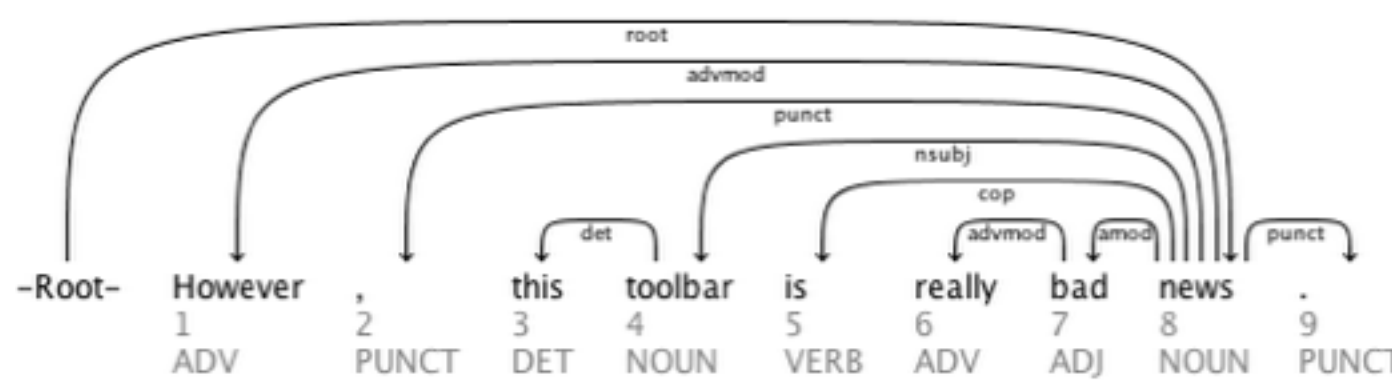 root
advmod
punct
nsubj
cop
det advmod amod punct
-Root- However , this toolbar is really bad news .
1 2 3 4 5 6 7 8 9
ADV PUNCT DET NOUN VERB ADV ADJ NOUN PUNCT